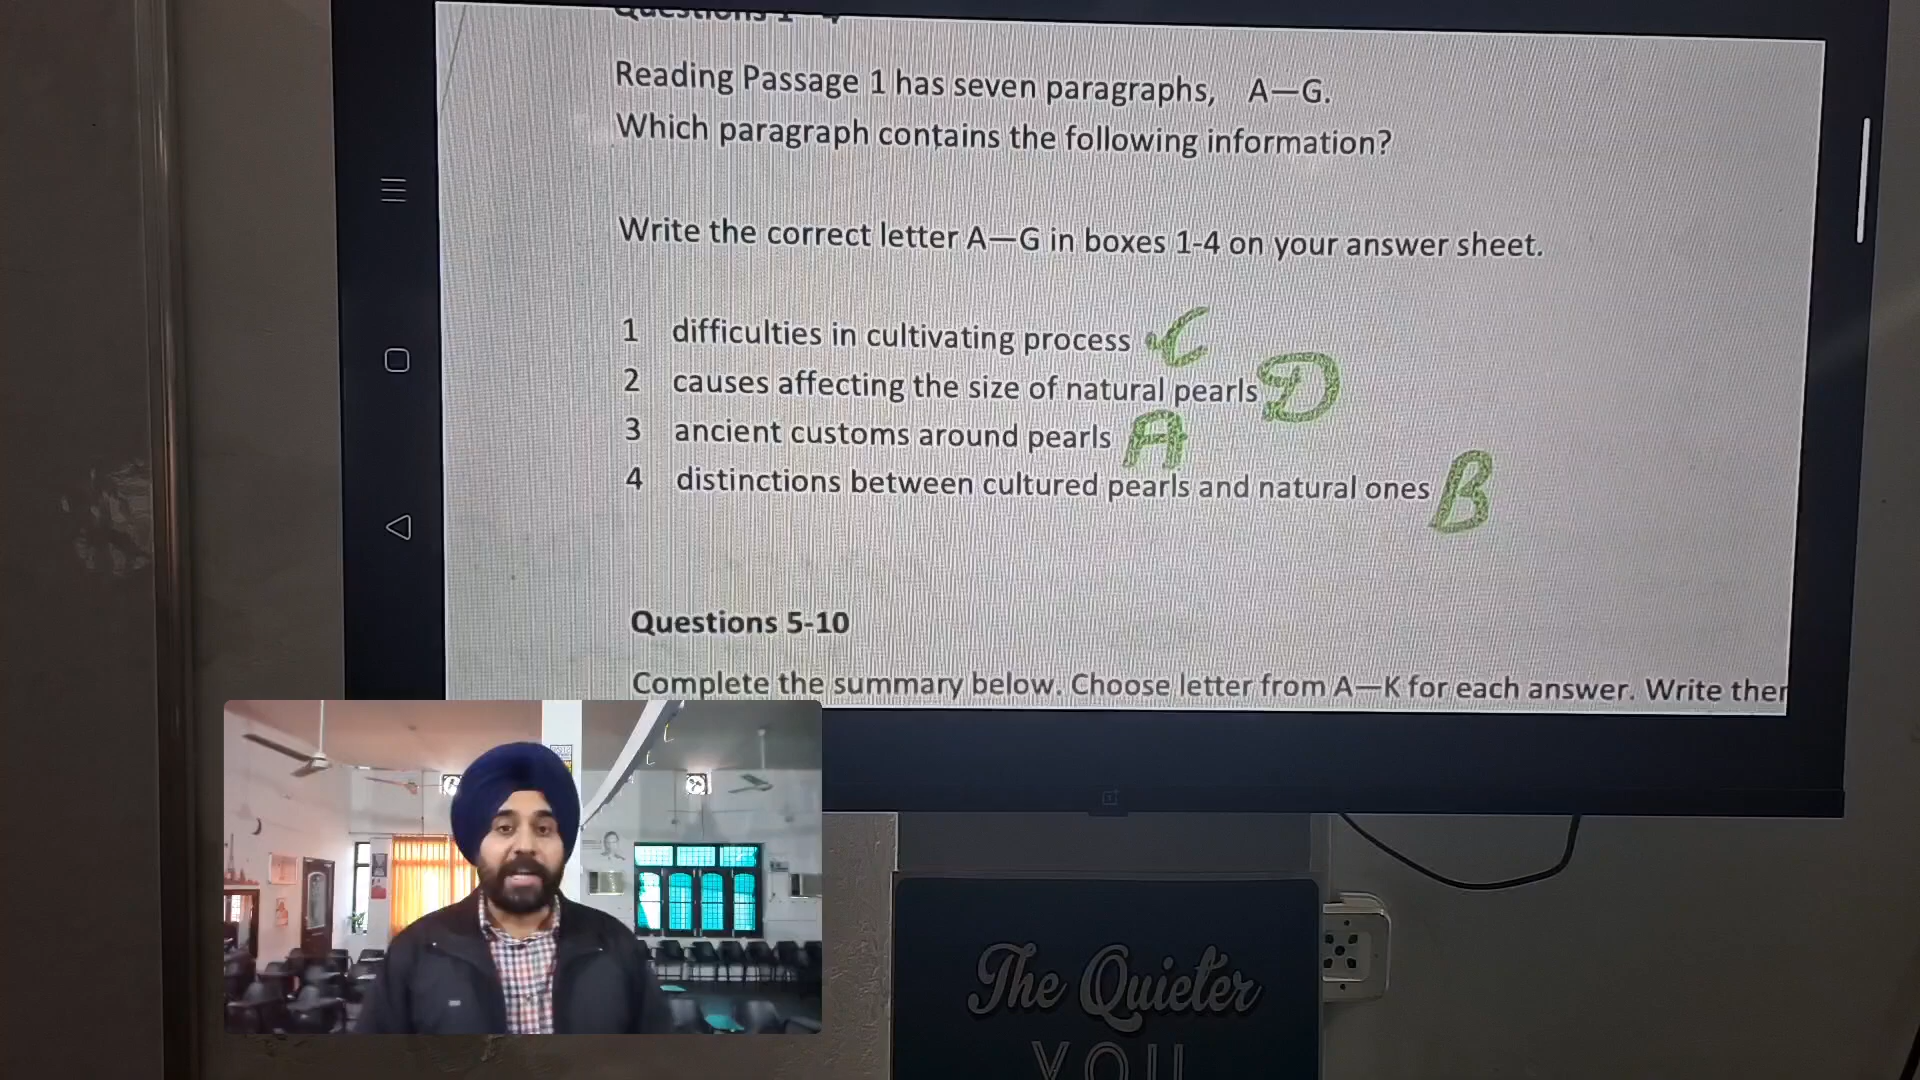 Questions 1
Reading Passage 1 has seven paragraphs, A—G.
Which paragraph contains the following information?
Write the correct letter A—G in boxes 1-4 on your answer sheet.
1 difficulties in cultivating process C
2 causes affecting the size of natural pearls D
3 ancient customs around pearls A
4 distinctions between cultured pearls and natural ones B
Questions 5-10
Complete the summary below. Choose letter from A—K for each answer. Write
The Quieter
YOU